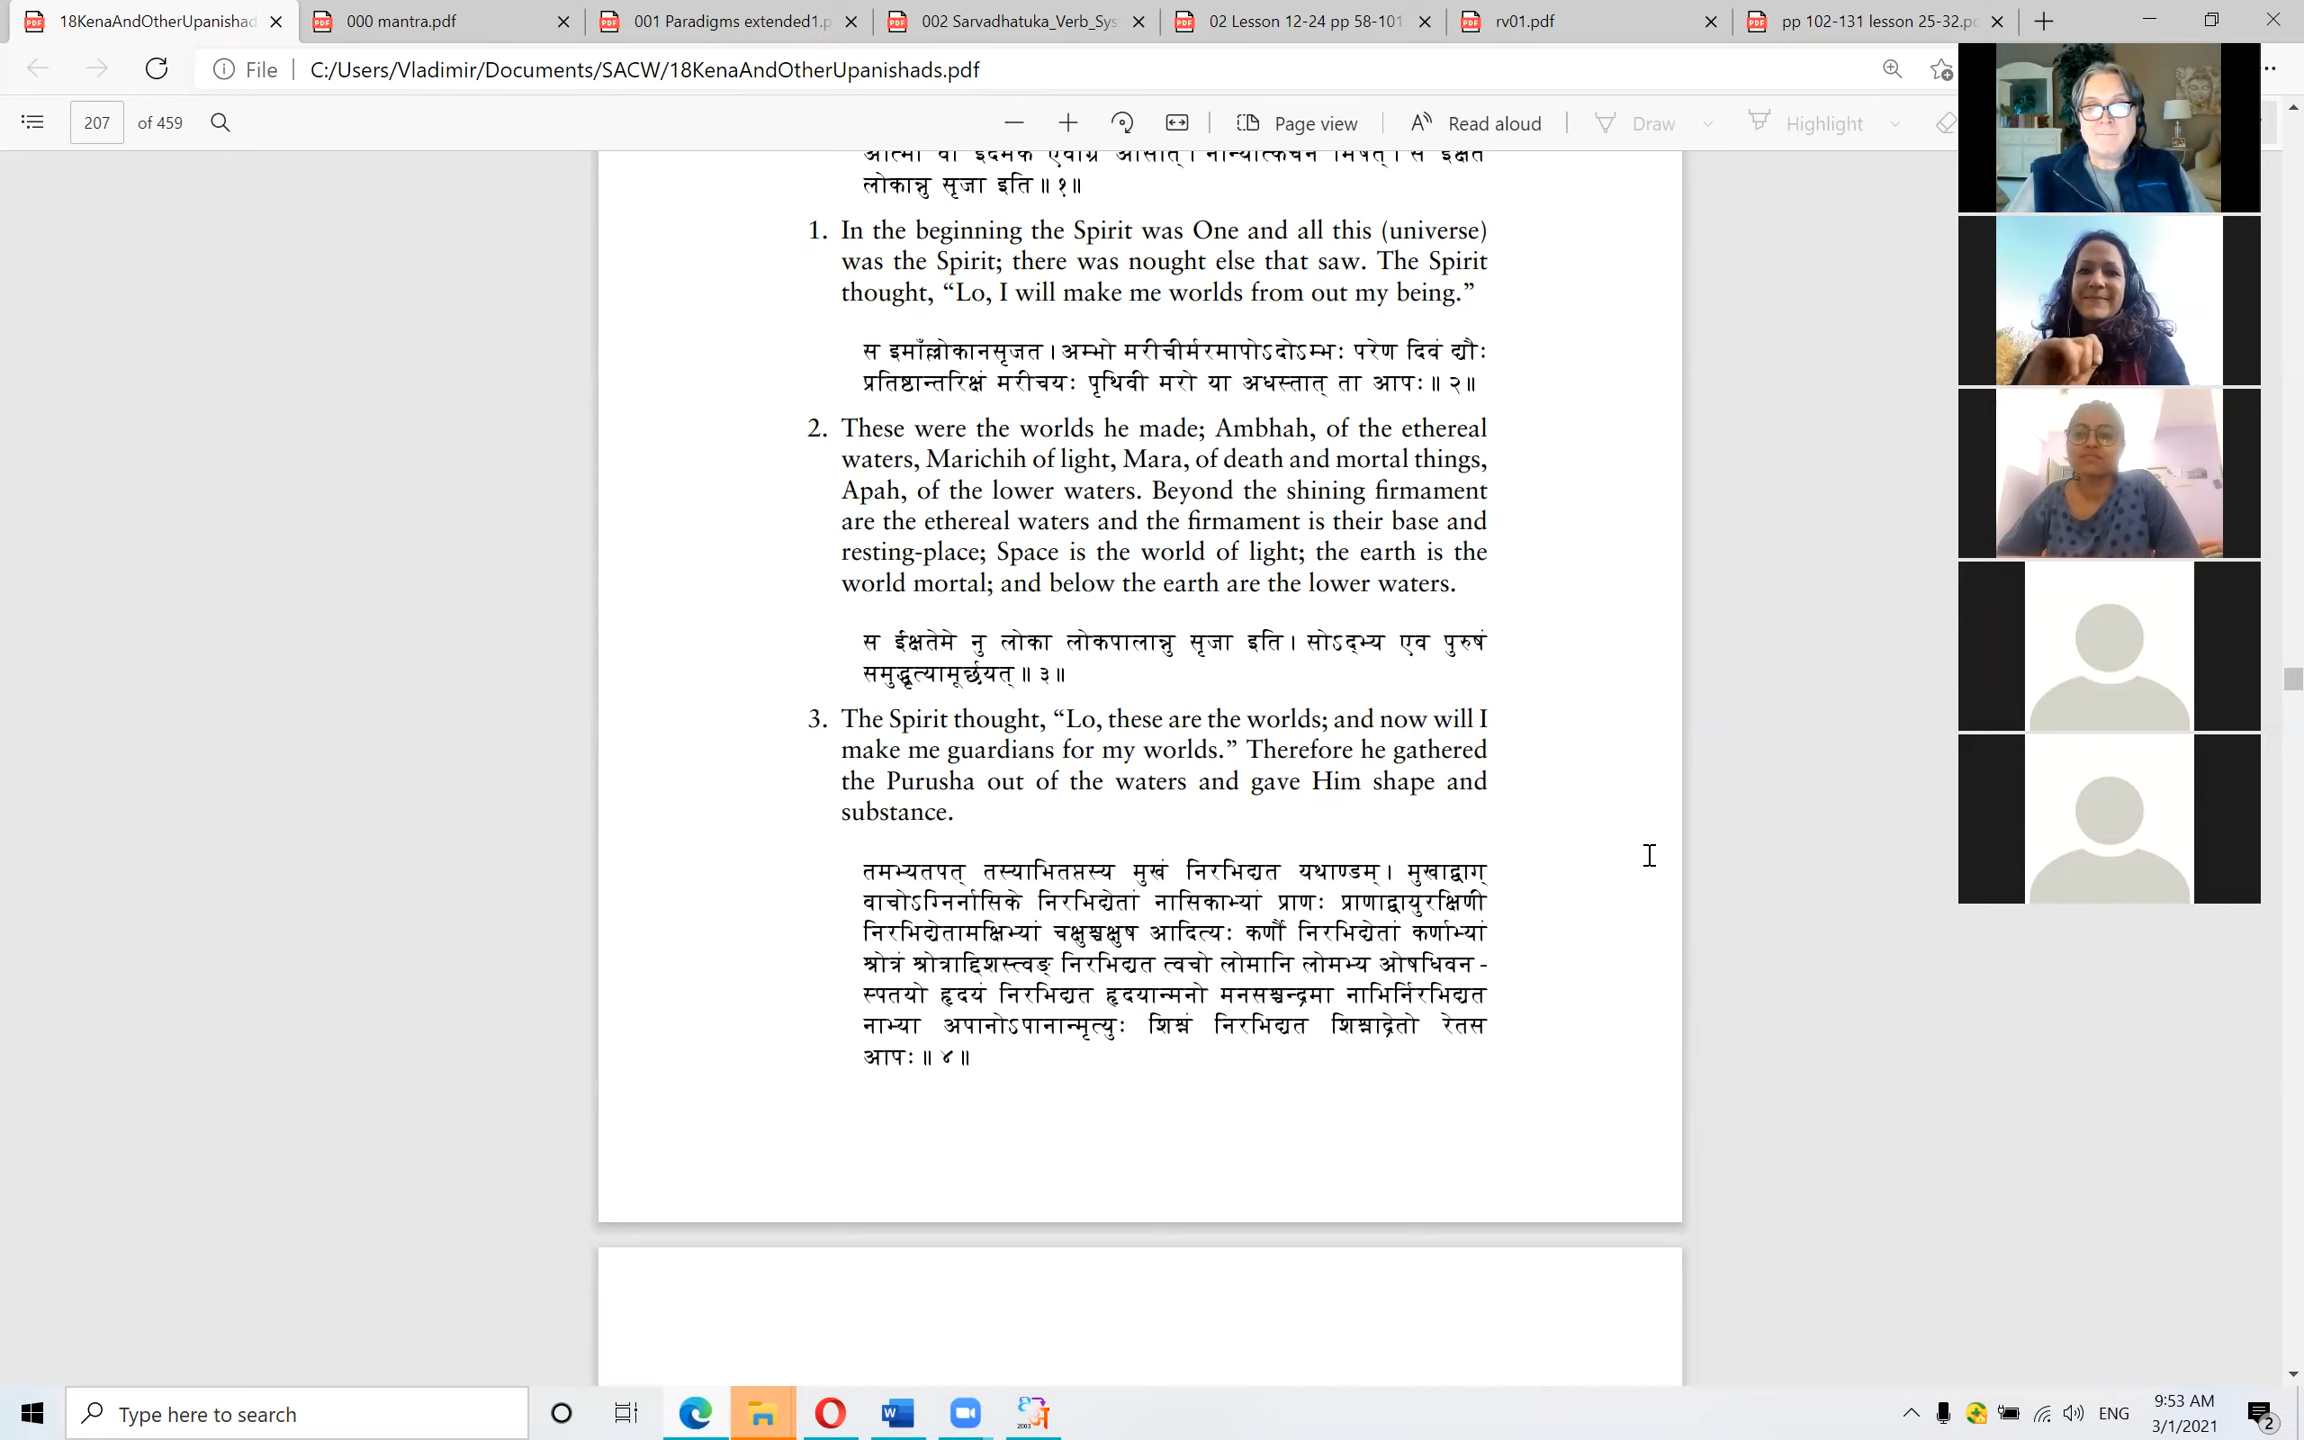 18KenaAndOtherUpanishad
000 mantra.pdf
001 Paradigms extended1.p
002 Sarvadhatuka_Verb_Sys
02 Lesson 12-24 pp 58-101
rv01.pdf
pp 102-131 lesson 25-32.p
File
C:/Users/Vladimir/Documents/SACW/18KenaAndOtherUpanishads.pdf
207 of 459
Page view
Read aloud
Draw
Highlight
आत्मा वा इदमेक एवाग्र आसीत्। नान्यत्किंचन मिषत्। स ईक्षत
लोकान्नु सृजा इति॥१॥
1. In the beginning the Spirit was One and all this (universe)
was the Spirit; there was nought else that saw. The Spirit
thought, “Lo, I will make me worlds from out my being.”
स इमाँल्लोकानसृजत।अम्भो मरीचीर्मरमापोऽदोऽम्भः परेण दिवं द्यौः
प्रतिष्ठान्तरिक्षं मरीचयः पृथिवी मरो या अधस्तात् ता आपः॥२॥
2. These were the worlds he made; Ambhah, of the ethereal
waters, Marichih of light, Mara, of death and mortal things,
Apah, of the lower waters. Beyond the shining firmament
are the ethereal waters and the firmament is their base and
resting-place; Space is the world of light; the earth is the
world mortal; and below the earth are the lower waters.
स ईक्षतेमे नु लोका लोकपालान्नु सृजा इति। सोऽद्भ्य एव पुरुषं
समुद्धृत्यामूर्छयत्॥३॥
3. The Spirit thought, “Lo, these are the worlds; and now will I
make me guardians for my worlds.” Therefore he gathered
the Purusha out of the waters and gave Him shape and
substance.
तमभ्यतपत् तस्याभितप्तस्य मुखं निरभिद्यत यथाण्डम्। मुखाद्वाग्
वाचोऽग्निर्नासिके निरभिद्येतां नासिकाभ्यां प्राणः प्राणाद्वायुरक्षिणी
निरभिद्येतामक्षिभ्यां चक्षुश्चक्षुष आदित्यः कर्णौ निरभिद्येतां कर्णाभ्यां
श्रोत्रं श्रोत्राद्दिशस्त्वङ् निरभिद्यत त्वचो लोमानि लोमभ्य ओषधिवन-
स्पतयो हृदयं निरभिद्यत हृदयान्मनो मनसश्चन्द्रमा नाभिर्निरभिद्यत
नाभ्या अपानोऽपानान्मृत्युः शिश्नं निरभिद्यत शिश्नाद्रेतो रेतस
आपः॥४॥
Type here to search
2003
ENG
9:53 AM
3/1/2021
2